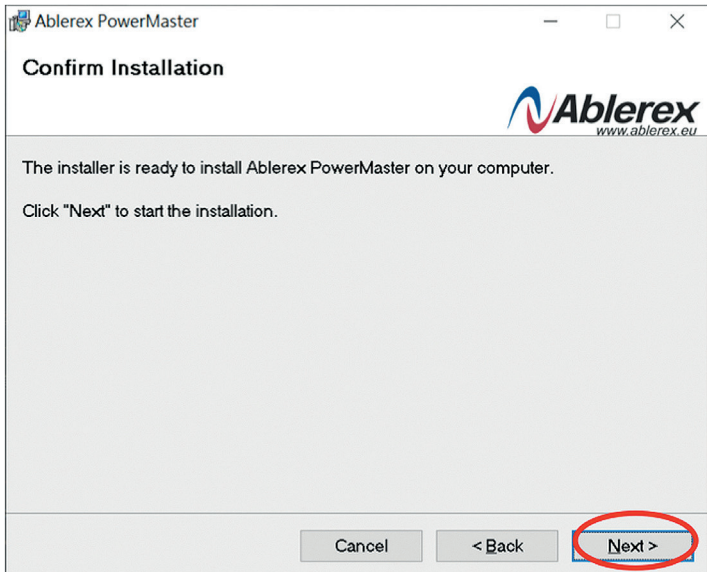 Ablerex PowerMaster
Confirm Installation
Ablerex
www.ablerex.eu
The installer is ready to install Ablerex PowerMaster on your computer.
Click "Next" to start the installation.
Cancel
< Back
Next >